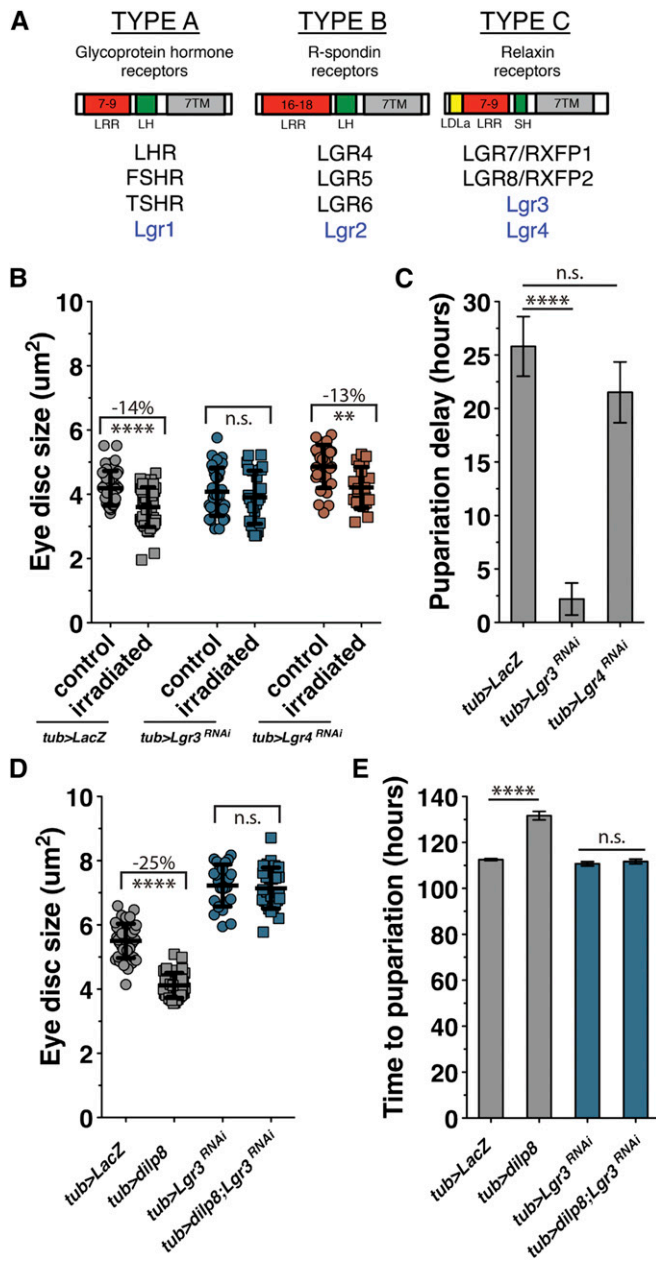 A
TYPE A
Glycoprotein hormone
receptors
7-9
7TM
LRR
LH
LHR
FSHR
TSHR
Lgr1
TYPE B
R-spondin
receptors
16-18
7TM
LRR
LH
LGR4
LGR5
LGR6
Lgr2
TYPE C
Relaxin
receptors
7-9
7TM
LDLa
LRR
SH
LGR7/RXFP1
LGR8/RXFP2
Lgr3
Lgr4
B
Eye disc size (um²)
10
8
6
4
2
0
-14%
****
n.s.
-13%
**
control
irradiated
control
irradiated
control
irradiated
tub>LacZ
tub>Lgr3 RNAi
tub>Lgr4 RNAi
C
Pupariation delay (hours)
30
25
20
15
10
5
0
n.s.
****
tub>LacZ
tub>Lgr3 RNAi
tub>Lgr4 RNAi
D
Eye disc size (um²)
10
8
6
4
2
0
-25%
****
n.s.
tub>LacZ
tub>dilp8
tub>Lgr3 RNAi
tub>dilp8;Lgr3 RNAi
E
Time to pupariation (hours)
140
120
100
80
60
40
20
0
****
n.s.
tub>LacZ
tub>dilp8
tub>Lgr3 RNAi
tub>dilp8;Lgr3 RNAi